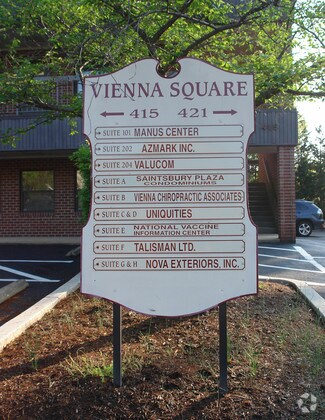 VIENNA SQUARE
← 415 421 →
← SUITE 101 MANUS CENTER
← SUITE 202 AZMARK INC.
← SUITE 204 VALUCOM
← SUITE A SAINTSBURY PLAZA
CONDOMINIUMS
← SUITE B VIENNA CHIROPRACTIC ASSOCIATES
← SUITE C & D UNIQUITIES
← SUITE E NATIONAL VACCINE
INFORMATION CENTER
← SUITE F TALISMAN LTD.
← SUITE G & H NOVA EXTERIORS, INC.